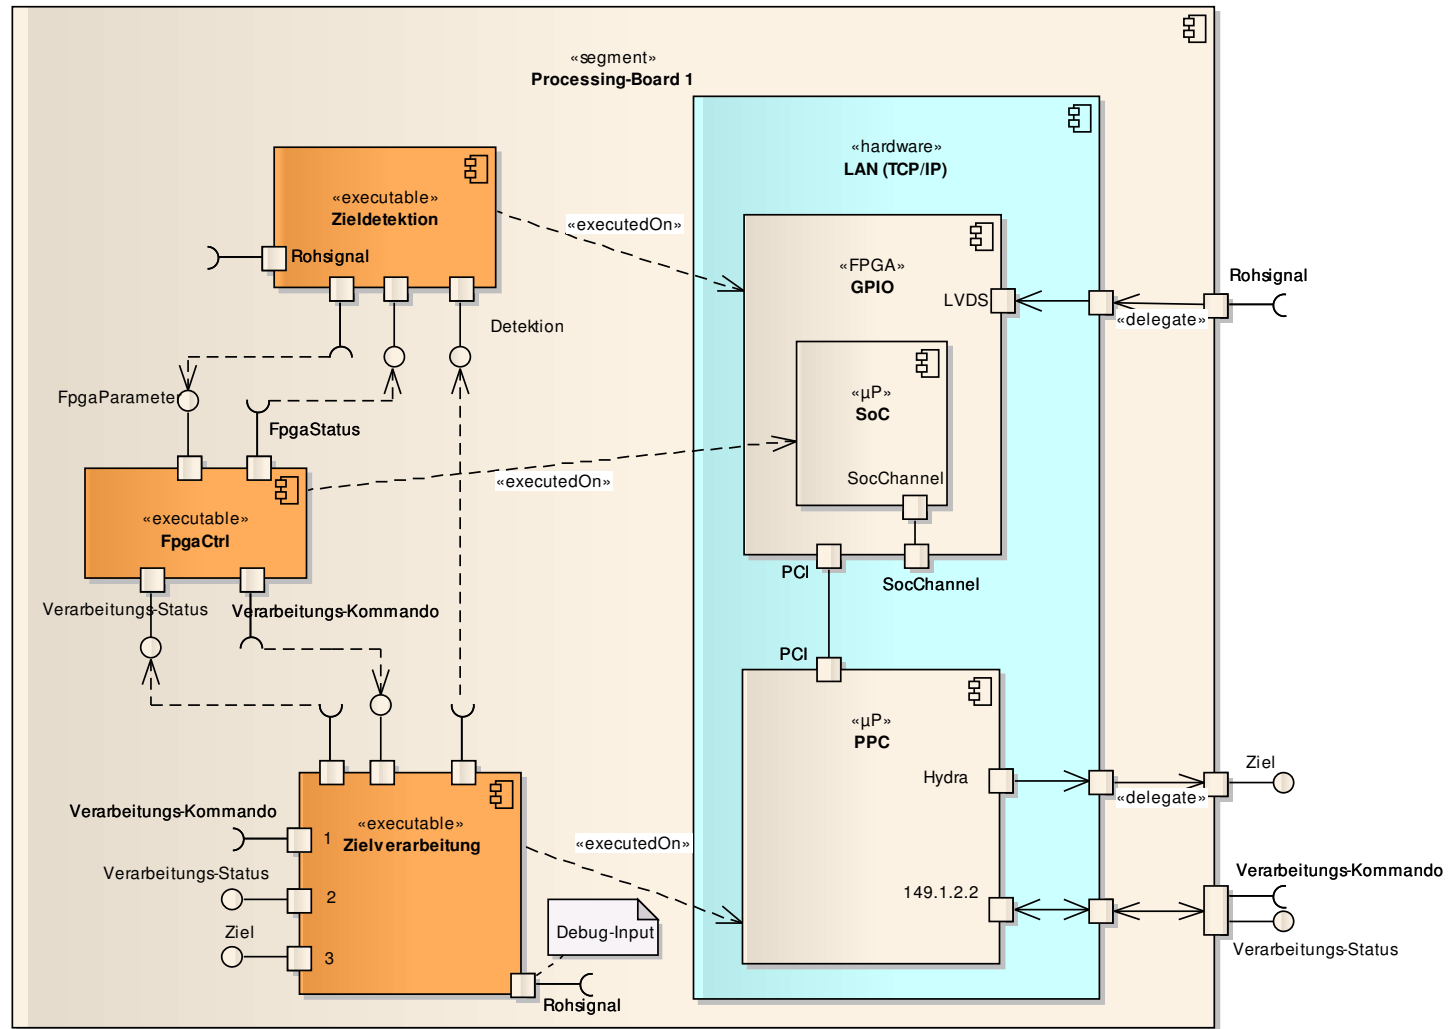 «segment»
Processing-Board 1
«hardware»
LAN (TCP/IP)
«executable»
Zieldetektion
«executedOn»
Rohsignal
«FPGA»
GPIO
LVDS
Rohsignal
«delegate»
Detektion
FpgaParameter
FpgaStatus
«µP»
SoC
SocChannel
«executedOn»
«executable»
FpgaCtrl
PCI
SocChannel
Verarbeitungs-Status
Verarbeitungs-Kommando
PCI
«µP»
PPC
Hydra
Ziel
«delegate»
Verarbeitungs-Kommando
1
«executable»
Zielverarbeitung
«executedOn»
Verarbeitungs-Status
2
149.1.2.2
Verarbeitungs-Kommando
Verarbeitungs-Status
Ziel
3
Debug-Input
Rohsignal